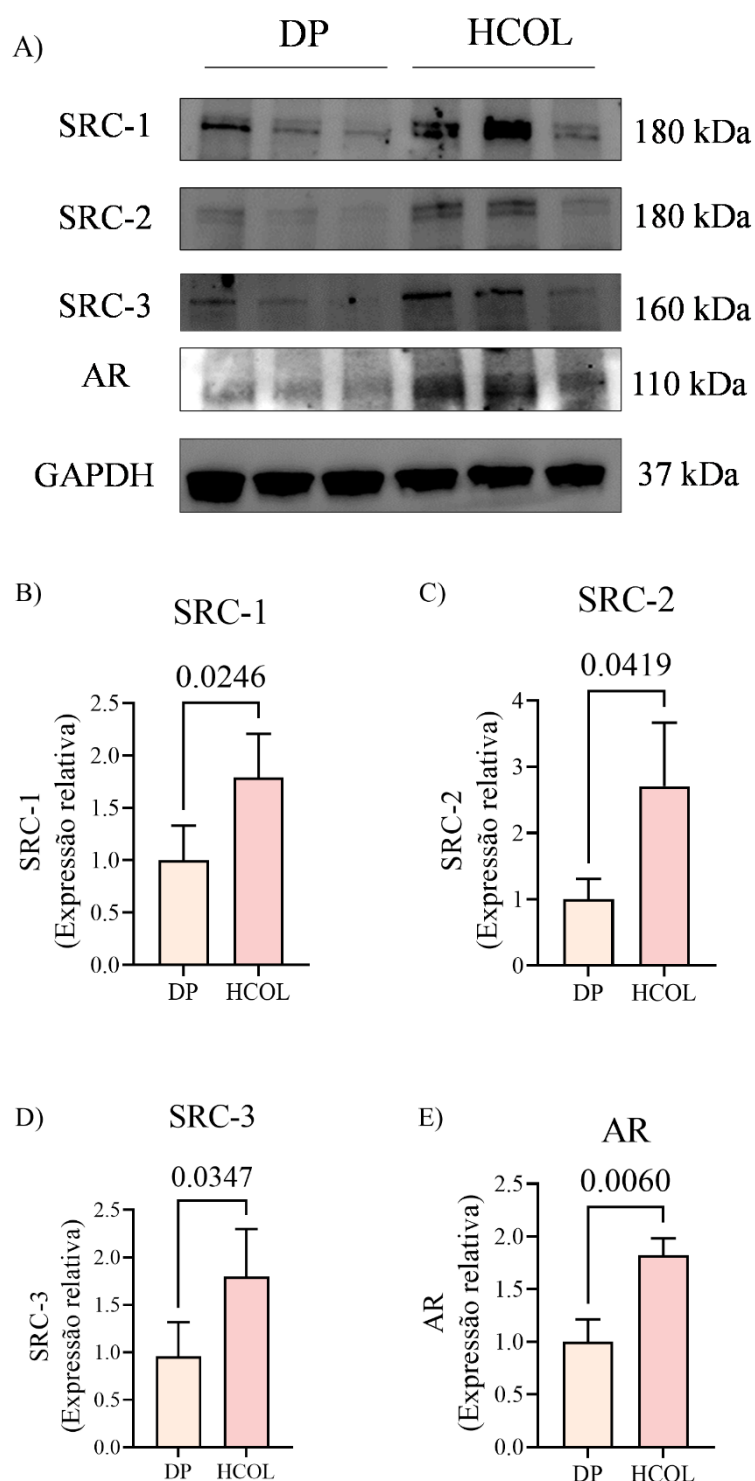 A)
DP HCOL
SRC-1 180 kDa
SRC-2 180 kDa
SRC-3 160 kDa
AR 110 kDa
GAPDH 37 kDa
B)
SRC-1
0.0246
SRC-1
(Expressão relativa)
2.5
2.0
1.5
1.0
0.5
0.0
DP HCOL
C)
SRC-2
0.0419
SRC-2
(Expressão relativa)
4
3
2
1
0
DP HCOL
D)
SRC-3
0.0347
SRC-3
(Expressão relativa)
2.5
2.0
1.5
1.0
0.5
0.0
DP HCOL
E)
AR
0.0060
AR
(Expressão relativa)
2.5
2.0
1.5
1.0
0.5
0.0
DP HCOL